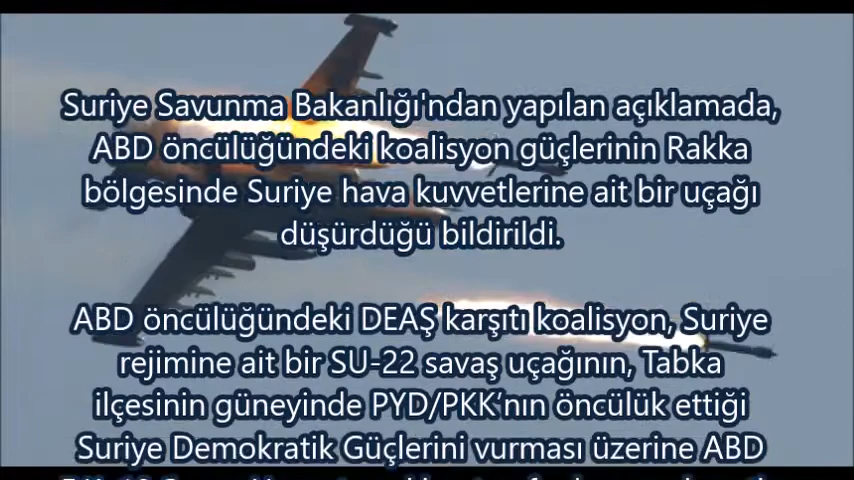 Suriye Savunma Bakanlığı'ndan yapılan açıklamada,
ABD öncülüğündeki koalisyon güçlerinin Rakka
bölgesinde Suriye hava kuvvetlerine ait bir uçağı
düşürdüğü bildirildi.
ABD öncülüğündeki DEAŞ karşıtı koalisyon, Suriye
rejimine ait bir SU-22 savaş uçağının, Tabka
ilçesinin güneyinde PYD/PKK’nın öncülük ettiği
Suriye Demokratik Güçlerini vurması üzerine ABD